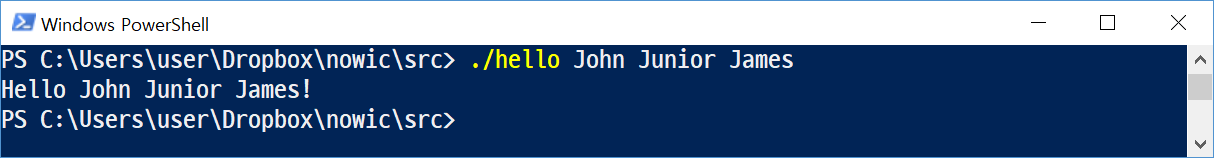 Windows PowerShell
PS C:\Users\user\Dropbox\nowic\src> ./hello John Junior James
Hello John Junior James!
PS C:\Users\user\Dropbox\nowic\src>